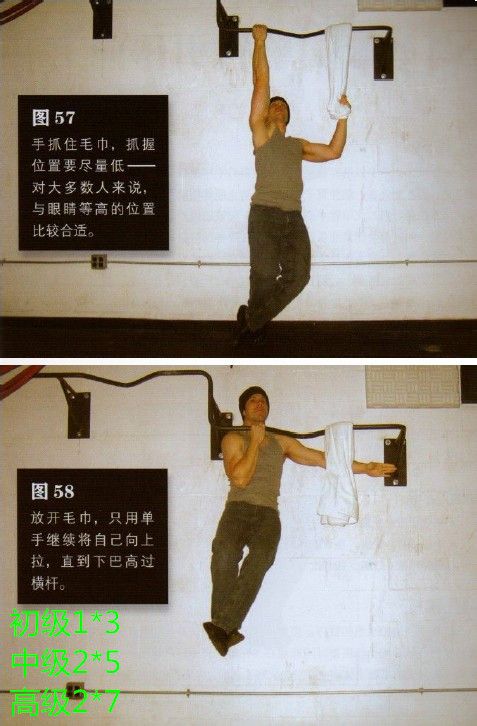 图 57
手抓住毛巾，抓握
位置要尽量低——
对大多数人来说，
与眼睛等高的位置
比较合适。
图 58
放开毛巾，只用单
手继续将自己向上
拉，直到下巴高过
横杆。
初级1*3
中级2*5
高级2*7